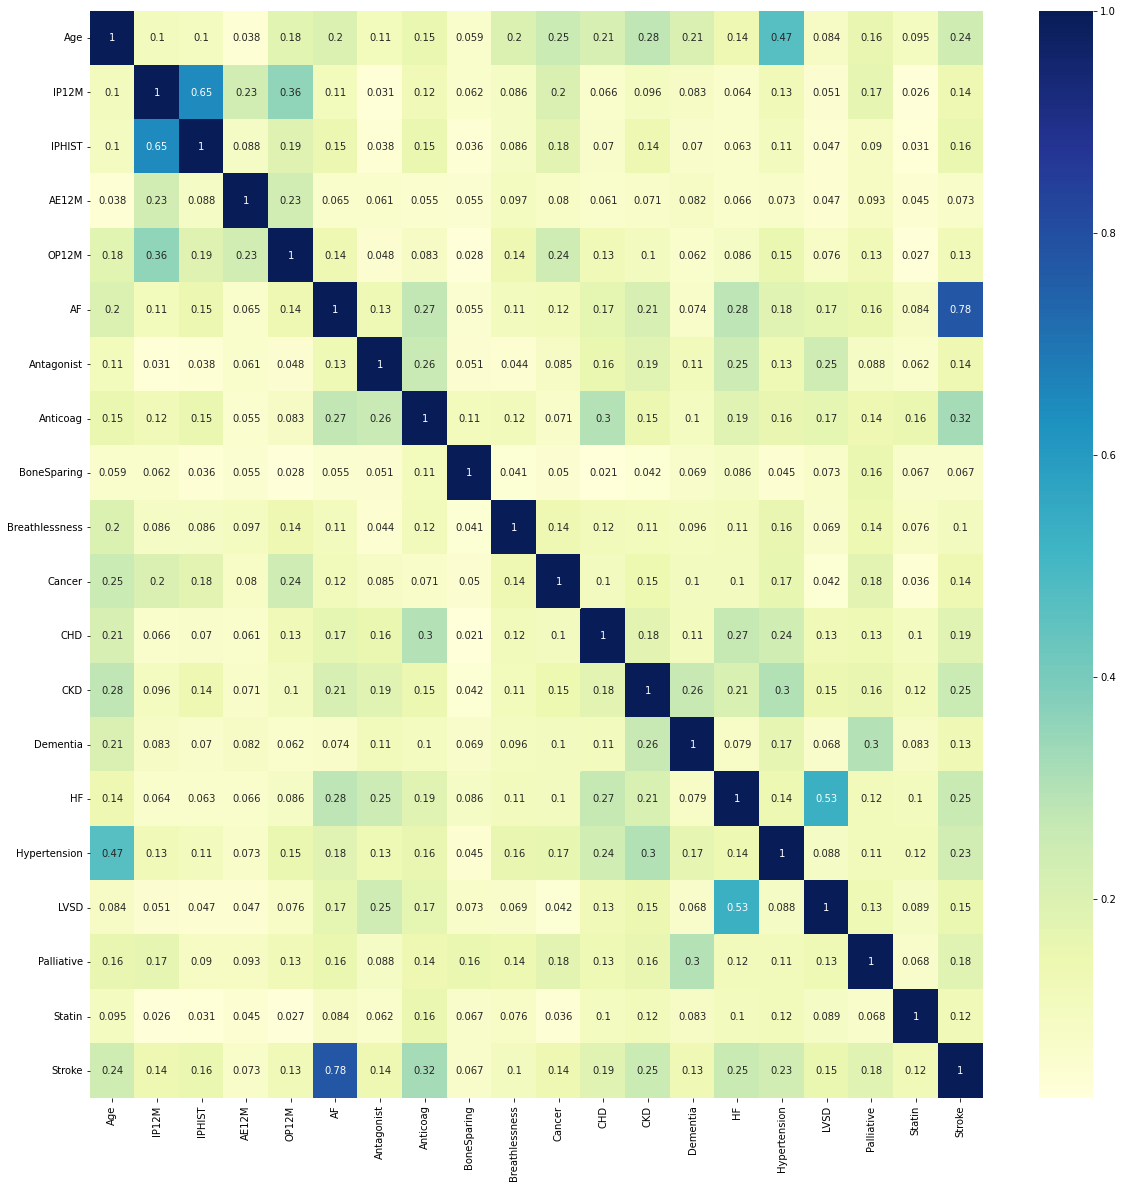 Age 1 0.1 0.1 0.038 0.18 0.2 0.11 0.15 0.059 0.2 0.25 0.21 0.28 0.21 0.14 0.47 0.084 0.16 0.095 0.24
IP12M 0.1 1 0.65 0.23 0.36 0.11 0.031 0.12 0.062 0.086 0.2 0.066 0.096 0.083 0.064 0.13 0.051 0.17 0.026 0.14
IPHIST 0.1 0.65 1 0.088 0.19 0.15 0.038 0.15 0.036 0.086 0.18 0.07 0.14 0.07 0.063 0.11 0.047 0.09 0.031 0.16
AE12M 0.038 0.23 0.088 1 0.23 0.065 0.061 0.055 0.055 0.097 0.08 0.061 0.071 0.082 0.066 0.073 0.047 0.093 0.045 0.073
OP12M 0.18 0.36 0.19 0.23 1 0.14 0.048 0.083 0.028 0.14 0.24 0.13 0.1 0.062 0.086 0.15 0.076 0.13 0.027 0.13
AF 0.2 0.11 0.15 0.065 0.14 1 0.13 0.27 0.055 0.11 0.12 0.17 0.21 0.074 0.28 0.18 0.17 0.16 0.084 0.78
Antagonist 0.11 0.031 0.038 0.061 0.048 0.13 1 0.26 0.051 0.044 0.085 0.16 0.19 0.11 0.25 0.13 0.25 0.088 0.062 0.14
Anticoag 0.15 0.12 0.15 0.055 0.083 0.27 0.26 1 0.11 0.12 0.071 0.3 0.15 0.1 0.19 0.16 0.17 0.14 0.16 0.32
BoneSparing 0.059 0.062 0.036 0.055 0.028 0.055 0.051 0.11 1 0.041 0.05 0.021 0.042 0.069 0.086 0.045 0.073 0.16 0.067 0.067
Breathlessness 0.2 0.086 0.086 0.097 0.14 0.11 0.044 0.12 0.041 1 0.14 0.12 0.11 0.096 0.11 0.16 0.069 0.14 0.076 0.1
Cancer 0.25 0.2 0.18 0.08 0.24 0.12 0.085 0.071 0.05 0.14 1 0.1 0.15 0.1 0.1 0.17 0.042 0.18 0.036 0.14
CHD 0.21 0.066 0.07 0.061 0.13 0.17 0.16 0.3 0.021 0.12 0.1 1 0.18 0.11 0.27 0.24 0.13 0.13 0.1 0.19
CKD 0.28 0.096 0.14 0.071 0.1 0.21 0.19 0.15 0.042 0.11 0.15 0.18 1 0.26 0.21 0.3 0.15 0.16 0.12 0.25
Dementia 0.21 0.083 0.07 0.082 0.062 0.074 0.11 0.1 0.069 0.096 0.1 0.11 0.26 1 0.079 0.17 0.068 0.3 0.083 0.13
HF 0.14 0.064 0.063 0.066 0.086 0.28 0.25 0.19 0.086 0.11 0.1 0.27 0.21 0.079 1 0.14 0.53 0.12 0.1 0.25
Hypertension 0.47 0.13 0.11 0.073 0.15 0.18 0.13 0.16 0.045 0.16 0.17 0.24 0.3 0.17 0.14 1 0.088 0.11 0.12 0.23
LVSD 0.084 0.051 0.047 0.047 0.076 0.17 0.25 0.17 0.073 0.069 0.042 0.13 0.15 0.068 0.53 0.088 1 0.13 0.089 0.15
Palliative 0.16 0.17 0.09 0.093 0.13 0.16 0.088 0.14 0.16 0.14 0.18 0.13 0.16 0.3 0.12 0.11 0.13 1 0.068 0.18
Statin 0.095 0.026 0.031 0.045 0.027 0.084 0.062 0.16 0.067 0.076 0.036 0.1 0.12 0.083 0.1 0.12 0.089 0.068 1 0.12
Stroke 0.24 0.14 0.16 0.073 0.13 0.78 0.14 0.32 0.067 0.1 0.14 0.19 0.25 0.13 0.25 0.23 0.15 0.18 0.12 1
Age IP12M IPHIST AE12M OP12M AF Antagonist Anticoag BoneSparing Breathlessness Cancer CHD CKD Dementia HF Hypertension LVSD Palliative Statin Stroke
1.0
0.8
0.6
0.4
0.2